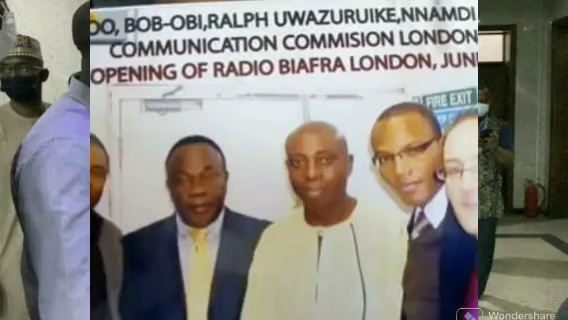 OO, BOB-OBI,RALPH UWAZURUIKE,NNAMDI
COMMUNICATION COMMISION LONDON
OPENING OF RADIO BIAFRA LONDON, JUN
FIRE EXIT
Wondershare